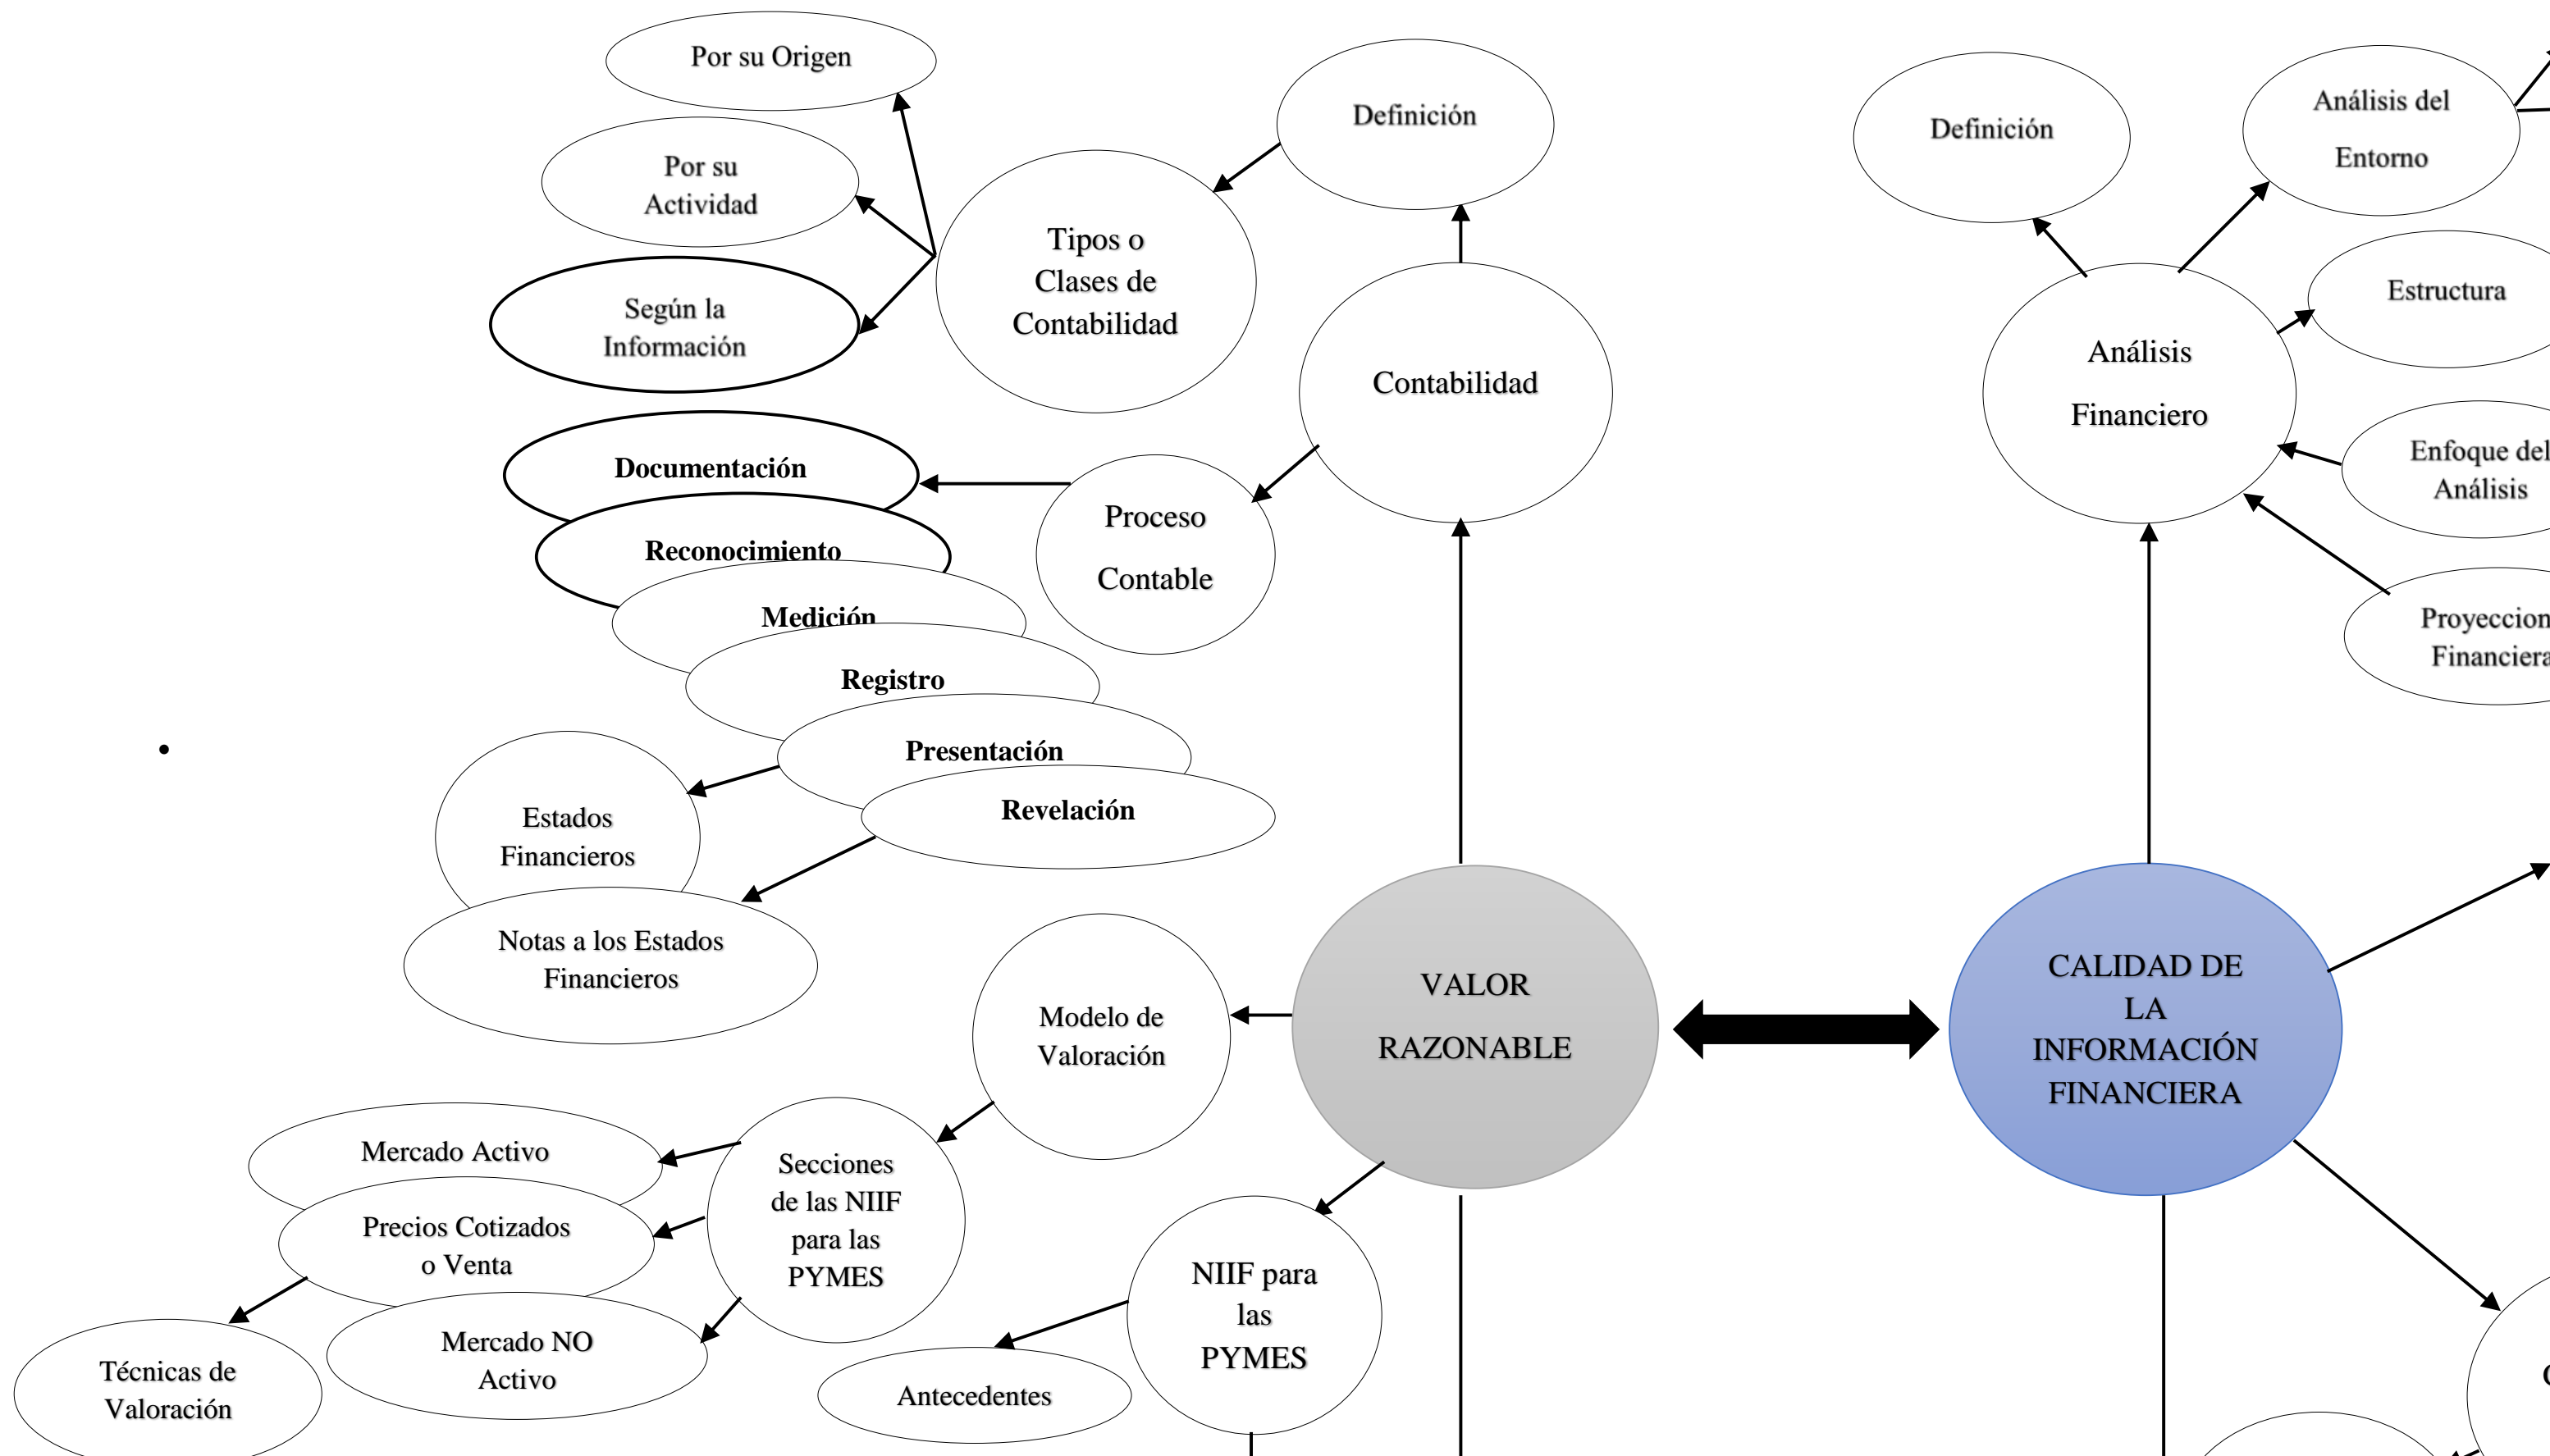 Por su Origen
Por su
Actividad
Según la
Información
Tipos o
Clases de
Contabilidad
Definición
Contabilidad
Proceso
Contable
Documentación
Reconocimiento
Medición
Registro
Presentación
Revelación
Estados
Financieros
Notas a los Estados
Financieros
Modelo de
Valoración
VALOR
RAZONABLE
Secciones
de las NIIF
para las
PYMES
Mercado Activo
Precios Cotizados
o Venta
Mercado NO
Activo
Técnicas de
Valoración
NIIF para
las
PYMES
Antecedentes
Definición
Análisis del
Entorno
Estructura
Análisis
Financiero
Enfoque del
Análisis
CALIDAD DE
LA
INFORMACIÓN
FINANCIERA